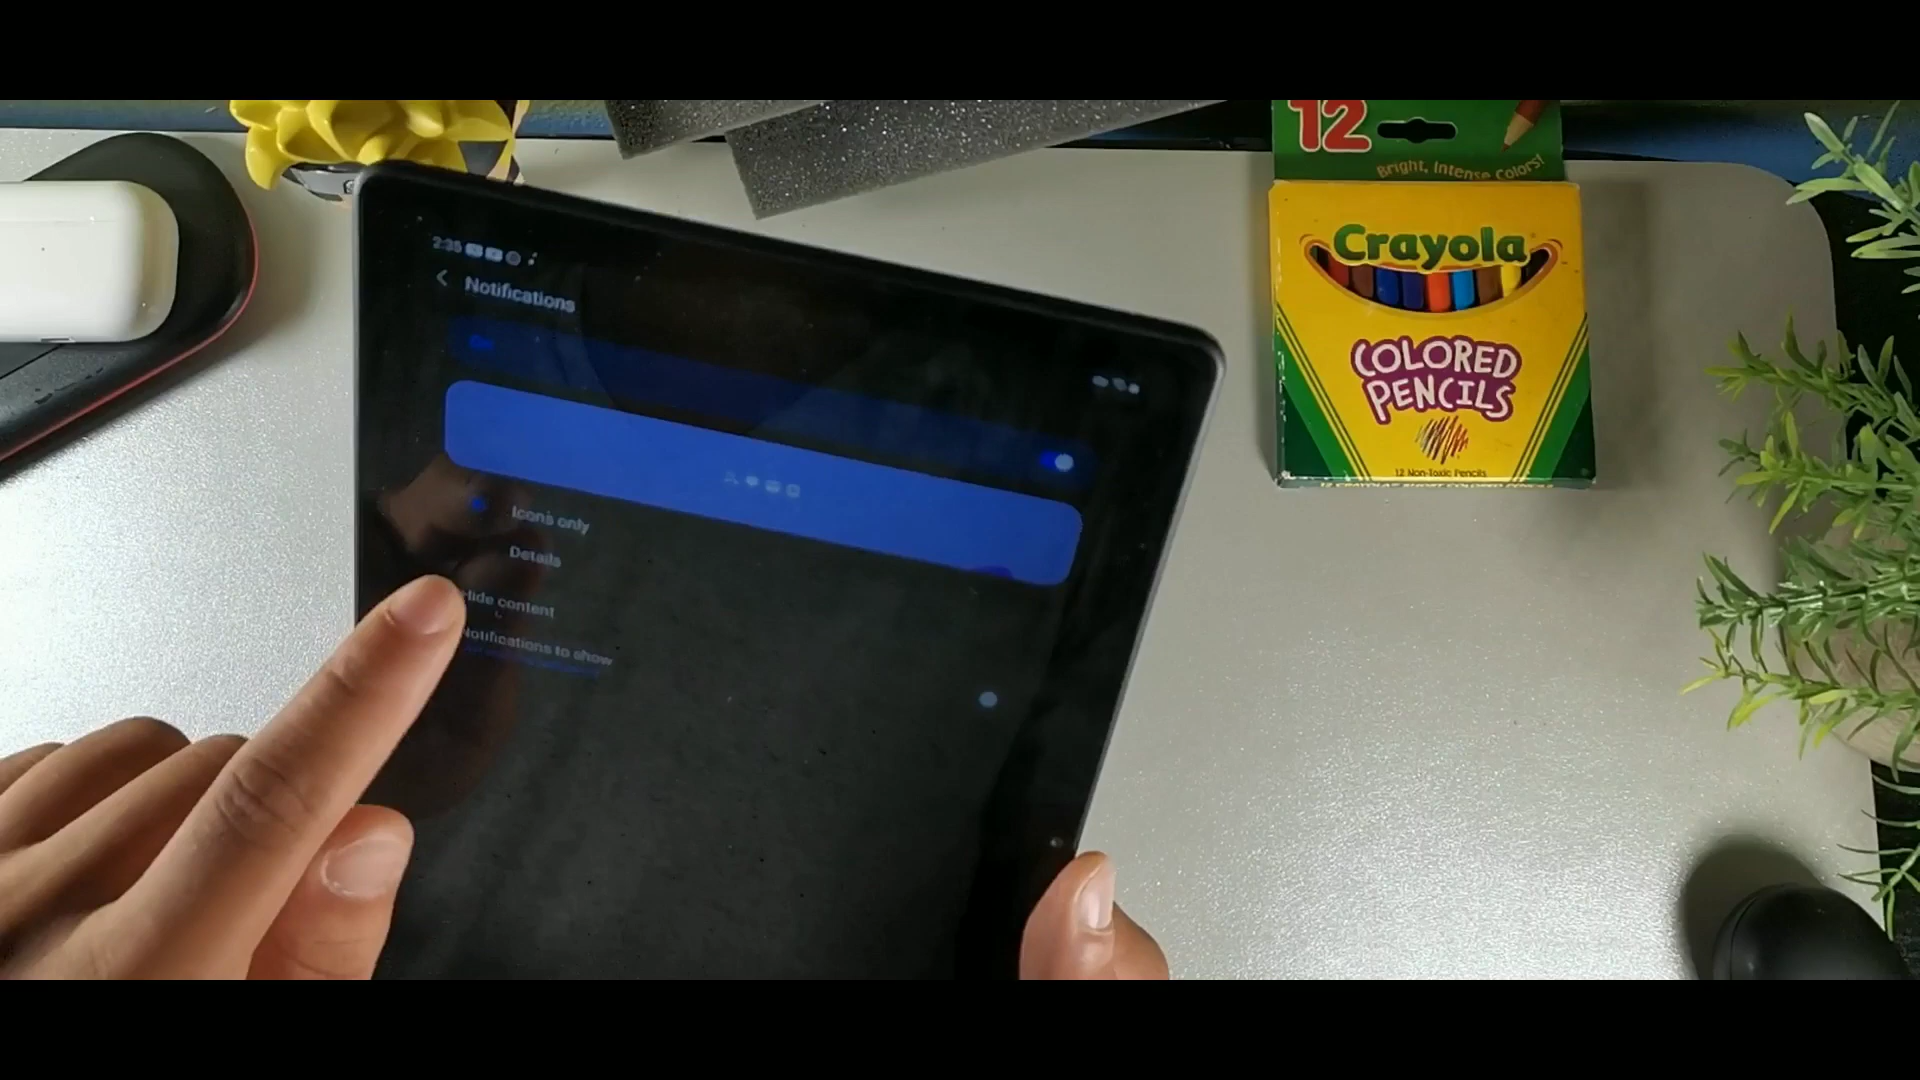 12
Bright, Intense Colors!
Crayola
COLORED
PENCILS
12 Non-Toxic Pencils
2:35
Notifications
On
Icons only
Details
Hide content
Notifications to show